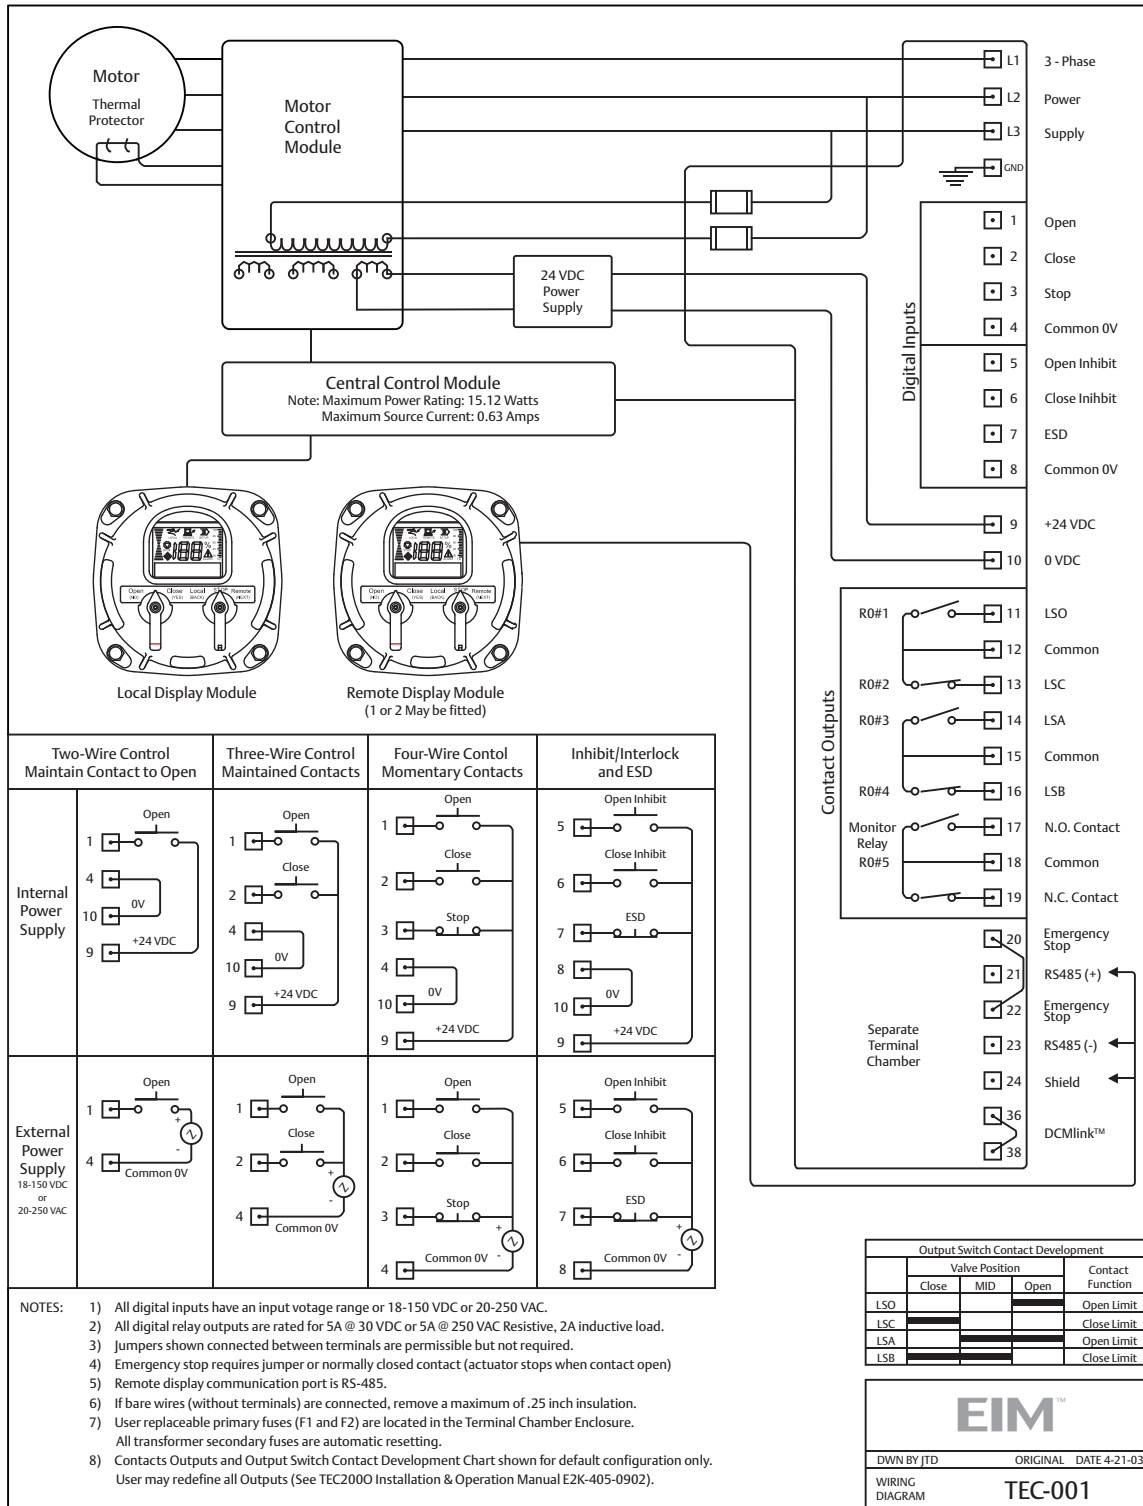 Motor
Thermal
Protector
Motor
Control
Module
L1 3 - Phase
L2 Power
L3 Supply
GND
Digital Inputs
1 Open
2 Close
3 Stop
4 Common 0V
5 Open Inhibit
6 Close Inihbit
7 ESD
8 Common 0V
24 VDC
Power
Supply
Central Control Module
Note: Maximum Power Rating: 15.12 Watts
Maximum Source Current: 0.63 Amps
9 +24 VDC
10 0 VDC
Open (NO) Close (YES) Local (BACK) STOP Remote (NEXT)
Local Display Module
Open (NO) Close (YES) Local (BACK) STOP Remote (NEXT)
Remote Display Module
(1 or 2 May be fitted)
Contact Outputs
R0#1 11 LSO
12 Common
R0#2 13 LSC
R0#3 14 LSA
15 Common
R0#4 16 LSB
Monitor
Relay
R0#5
17 N.O. Contact
18 Common
19 N.C. Contact
20 Emergency
Stop
21 RS485 (+)
22 Emergency
Stop
Separate
Terminal
Chamber
23 RS485 (-)
24 Shield
36
DCMlink™
38
Two-Wire Control
Maintain Contact to Open
Three-Wire Control
Maintained Contacts
Four-Wire Contol
Momentary Contacts
Inhibit/Interlock
and ESD
Internal
Power
Supply
Open
1
4
0V
10
+24 VDC
9
Open
1
Close
2
4
0V
10
+24 VDC
9
Open
1
Close
2
Stop
3
4
0V
10
+24 VDC
9
Open Inhibit
5
Close Inhibit
6
ESD
7
8
0V
10
+24 VDC
9
External
Power
Supply
18-150 VDC
or
20-250 VAC
Open
1
+
Z
-
4
Common 0V
Open
1
Close
2
+
Z
-
4
Common 0V
Open
1
Close
2
Stop
3
+
Z
-
Common 0V
4
Open Inhibit
5
Close Inhibit
6
ESD
7
+
Z
-
Common 0V
8
Output Switch Contact Development
Valve Position
Contact
Function
Close MID Open
LSO Open Limit
LSC Close Limit
LSA Open Limit
LSB Close Limit
NOTES: 1) All digital inputs have an input votage range or 18-150 VDC or 20-250 VAC.
2) All digital relay outputs are rated for 5A @ 30 VDC or 5A @ 250 VAC Resistive, 2A inductive load.
3) Jumpers shown connected between terminals are permissible but not required.
4) Emergency stop requires jumper or normally closed contact (actuator stops when contact open)
5) Remote display communication port is RS-485.
6) If bare wires (without terminals) are connected, remove a maximum of .25 inch insulation.
7) User replaceable primary fuses (F1 and F2) are located in the Terminal Chamber Enclosure.
All transformer secondary fuses are automatic resetting.
8) Contacts Outputs and Output Switch Contact Development Chart shown for default configuration only.
User may redefine all Outputs (See TEC200O Installation & Operation Manual E2K-405-0902).
EIM™
DWN BY JTD ORIGINAL DATE 4-21-03
WIRING
DIAGRAM
TEC-001